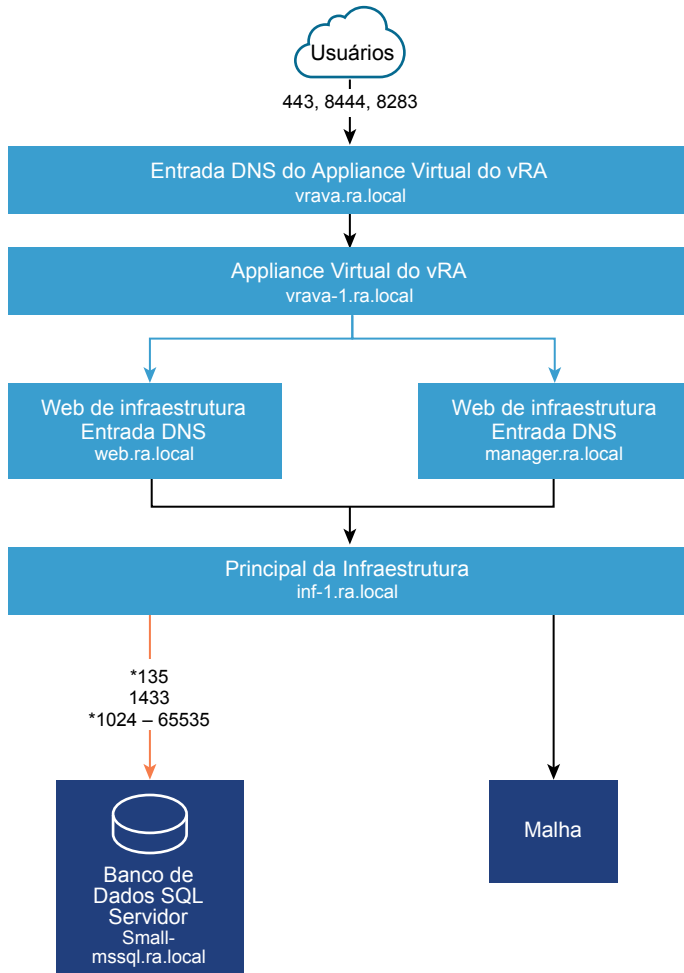 Usuários
443, 8444, 8283
Entrada DNS do Appliance Virtual do vRA
vrava.ra.local
Appliance Virtual do vRA
vrava-1.ra.local
Web de infraestrutura
Entrada DNS
web.ra.local
Web de infraestrutura
Entrada DNS
manager.ra.local
Principal da Infraestrutura
inf-1.ra.local
*135
1433
*1024 – 65535
Banco de
Dados SQL
Servidor
Small-
mssql.ra.local
Malha